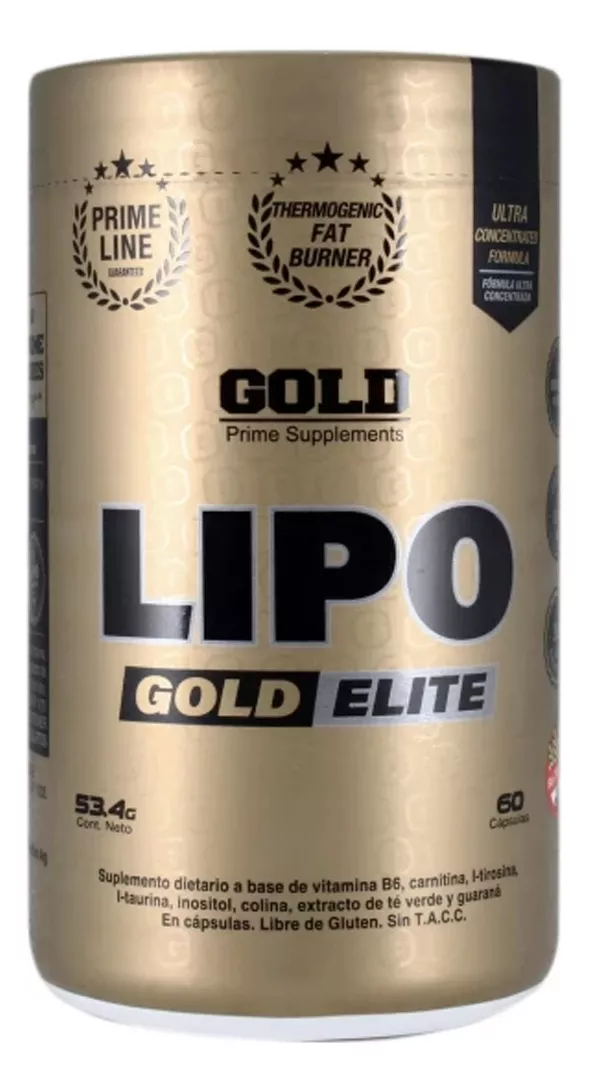 PRIME
LINE
GUARANTEED
THERMOGENIC
FAT
BURNER
ULTRA
CONCENTRATED
FORMULA
FÓRMULA ULTRA
CONCENTRADA
GOLD
Prime Supplements
LIPO
GOLD ELITE
53.4G
Cont. Neto
60
Cápsulas
Suplemento dietario a base de vitamina B6, carnitina, l-tirosina,
l-taurina, inositol, colina, extracto de té verde y guaraná
En cápsulas. Libre de Gluten. Sin T.A.C.C.